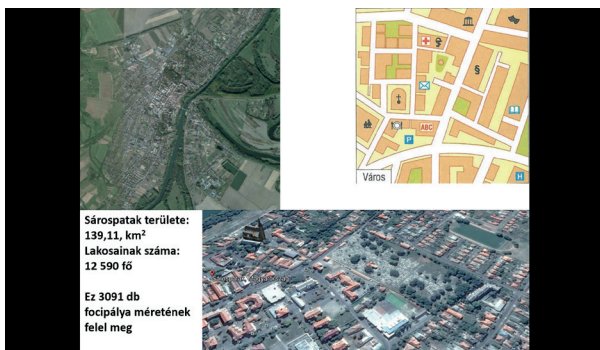 Sárospatak területe:
139,11, km²
Lakosainak száma:
12 590 fő
Ez 3091 db
focipálya méretének
felel meg
§
ABC
P
H
Város